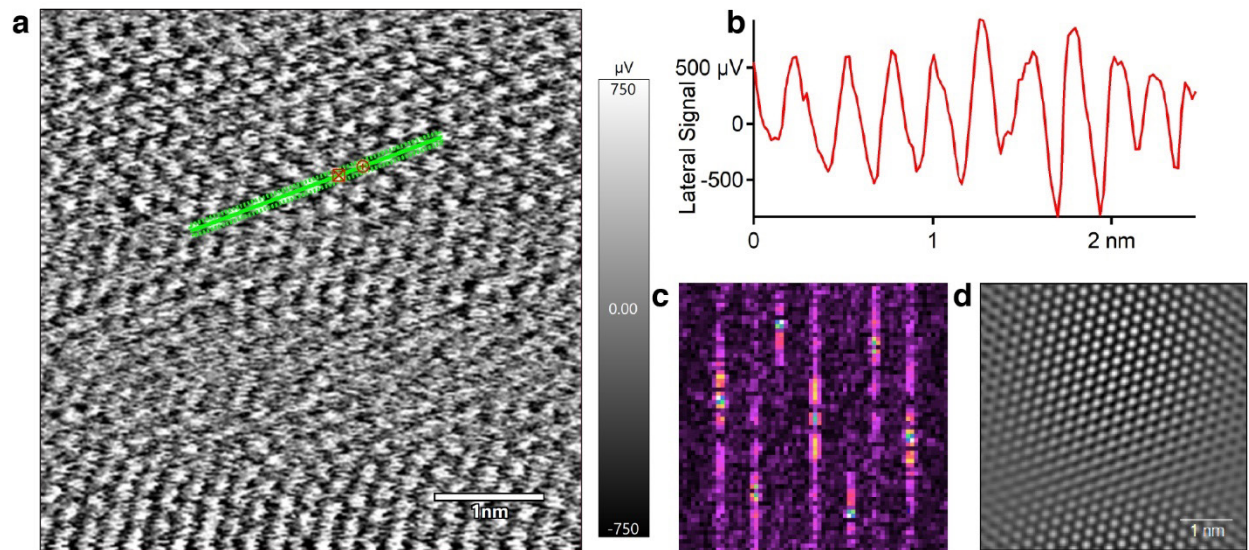 a
1nm
µV
750
0.00
-750
b
Lateral Signal
500 µV
0
-500
0
1
2 nm
c
d
1 nm